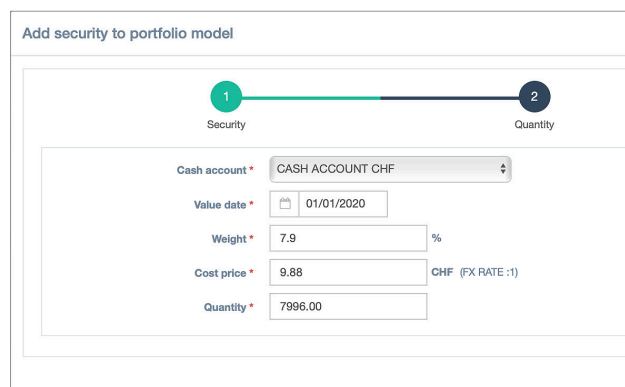 Add security to portfolio model
1 2
Security Quantity
Cash account * CASH ACCOUNT CHF
Value date * 01/01/2020
Weight * 7.9 %
Cost price * 9.88 CHF (FX RATE :1)
Quantity * 7996.00